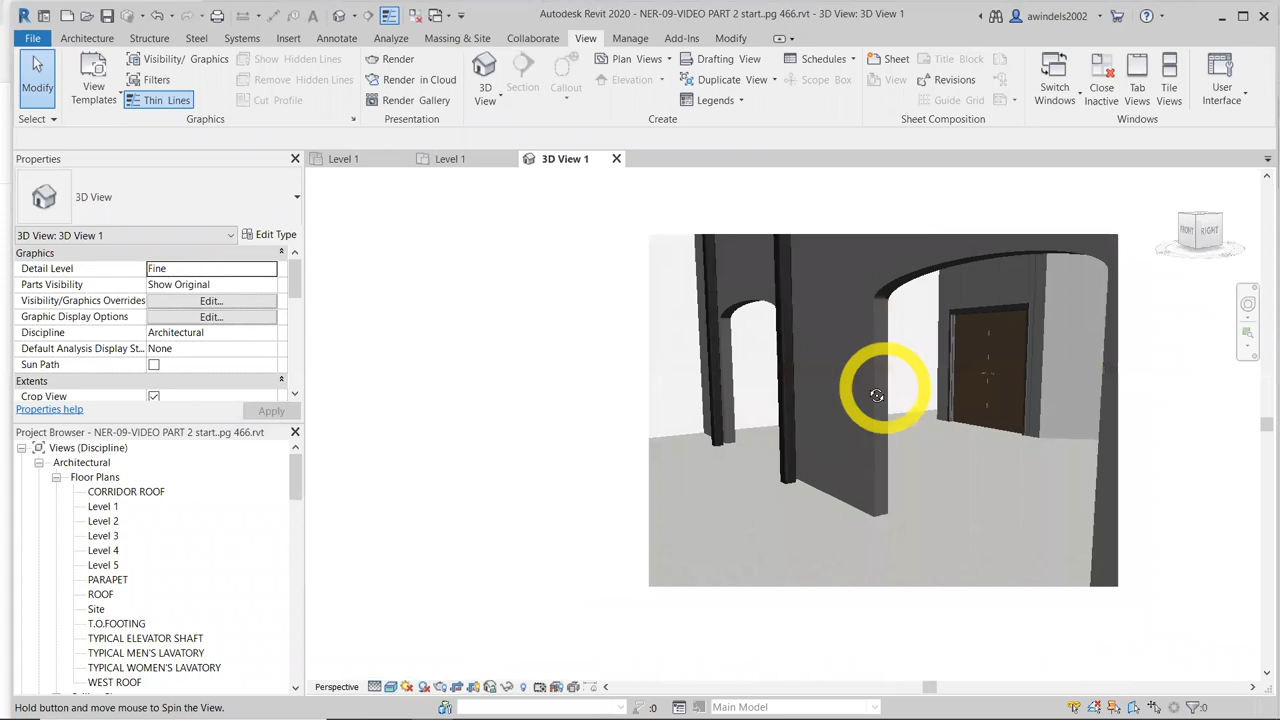 Autodesk Revit 2020 - NER-09-VIDEO PART 2 start..pg 466.rvt - 3D View: 3D View 1
awindels2002
File Architecture Structure Steel Systems Insert Annotate Analyze Massing & Site Collaborate View Manage Add-Ins Modify
Modify
Select
View
Templates
Visibility/ Graphics
Filters
Thin Lines
Show Hidden Lines
Remove Hidden Lines
Cut Profile
Graphics
Render
Render in Cloud
Render Gallery
Presentation
3D
View
Section
Callout
Plan Views
Elevation
Drafting View
Duplicate View
Legends
Schedules
Scope Box
Create
Sheet
View
Title Block
Revisions
Guide Grid
Sheet Composition
Switch
Windows
Close
Inactive
Tab
Views
Tile
Views
Windows
User
Interface
Properties
3D View
3D View: 3D View 1
Edit Type
Graphics
Detail Level Fine
Parts Visibility Show Original
Visibility/Graphics Overrides Edit...
Graphic Display Options Edit...
Discipline Architectural
Default Analysis Display St... None
Sun Path
Extents
Crop View
Properties help
Apply
Project Browser - NER-09-VIDEO PART 2 start..pg 466.rvt
Views (Discipline)
Architectural
Floor Plans
CORRIDOR ROOF
Level 1
Level 2
Level 3
Level 4
Level 5
PARAPET
ROOF
Site
T.O.FOOTING
TYPICAL ELEVATOR SHAFT
TYPICAL MEN'S LAVATORY
TYPICAL WOMEN'S LAVATORY
WEST ROOF
Level 1
Level 1
3D View 1
FRONT RIGHT
Perspective
Hold button and move mouse to Spin the View.
:0
Main Model
:0